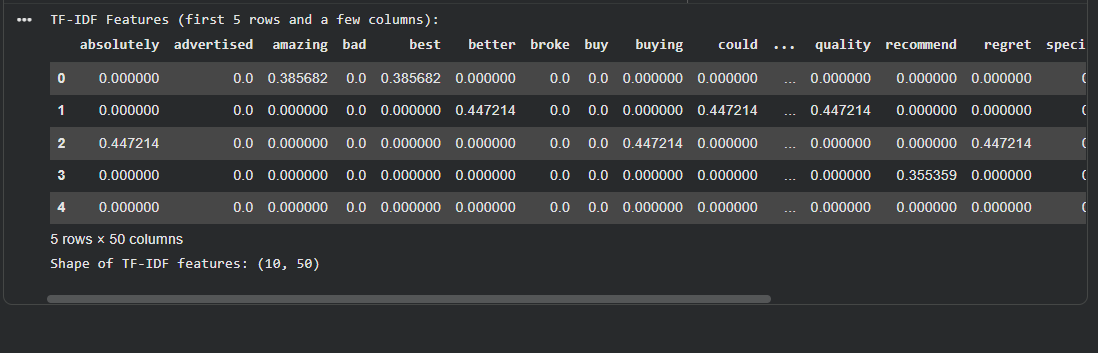 TF-IDF Features (first 5 rows and a few columns):
absolutely advertised amazing bad best better broke buy buying could ... quality recommend regret speci
0 0.000000 0.0 0.385682 0.0 0.385682 0.000000 0.0 0.0 0.000000 0.000000 ... 0.000000 0.000000 0.000000
1 0.000000 0.0 0.000000 0.0 0.000000 0.447214 0.0 0.0 0.000000 0.447214 ... 0.447214 0.000000 0.000000
2 0.447214 0.0 0.000000 0.0 0.000000 0.000000 0.0 0.0 0.447214 0.000000 ... 0.000000 0.000000 0.447214
3 0.000000 0.0 0.000000 0.0 0.000000 0.000000 0.0 0.0 0.000000 0.000000 ... 0.000000 0.355359 0.000000
4 0.000000 0.0 0.000000 0.0 0.000000 0.000000 0.0 0.0 0.000000 0.000000 ... 0.000000 0.000000 0.000000
5 rows × 50 columns
Shape of TF-IDF features: (10, 50)